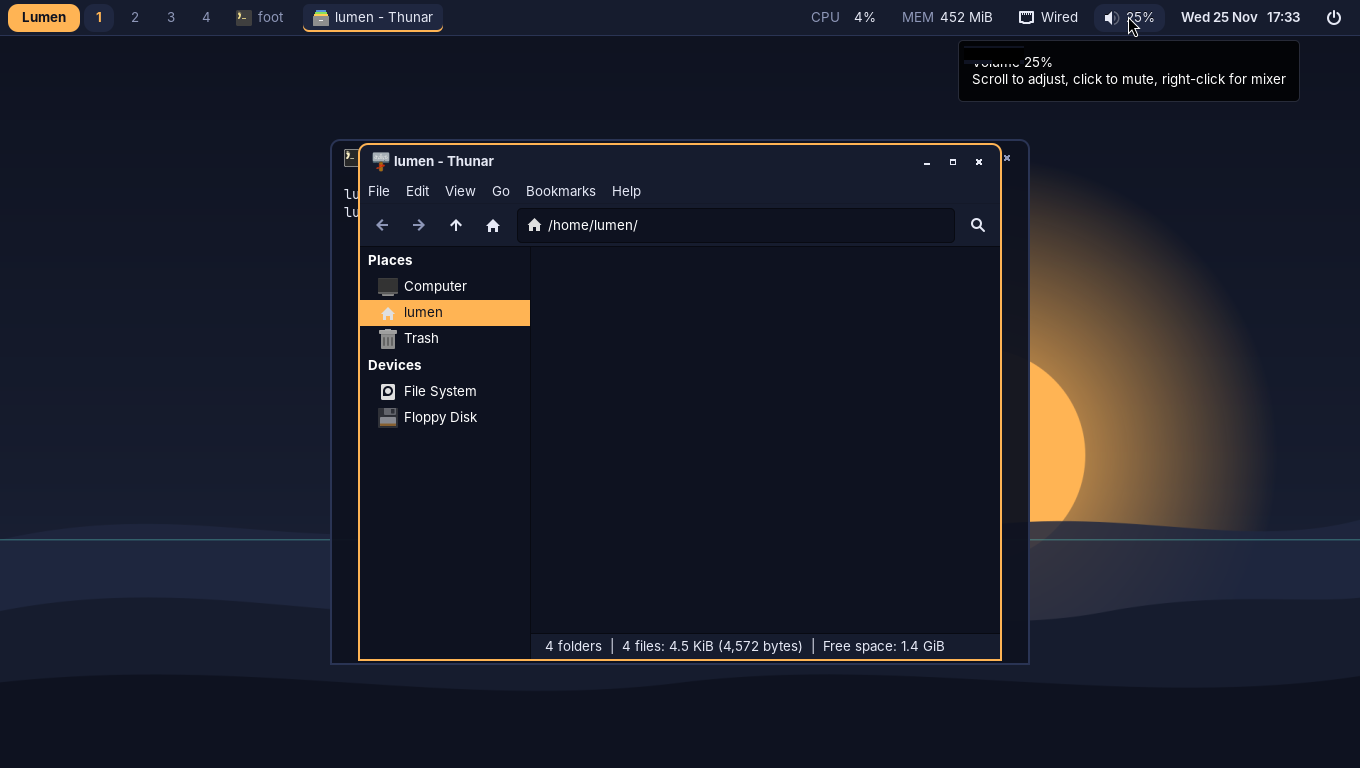 Lumen 1 2 3 4 foot lumen - Thunar CPU 4% MEM 452 MiB Wired 25% Wed 25 Nov 17:33
Volume 25%
Scroll to adjust, click to mute, right-click for mixer
lumen - Thunar
lu
lu
File Edit View Go Bookmarks Help
/home/lumen/
Places
Computer
lumen
Trash
Devices
File System
Floppy Disk
4 folders | 4 files: 4.5 KiB (4,572 bytes) | Free space: 1.4 GiB